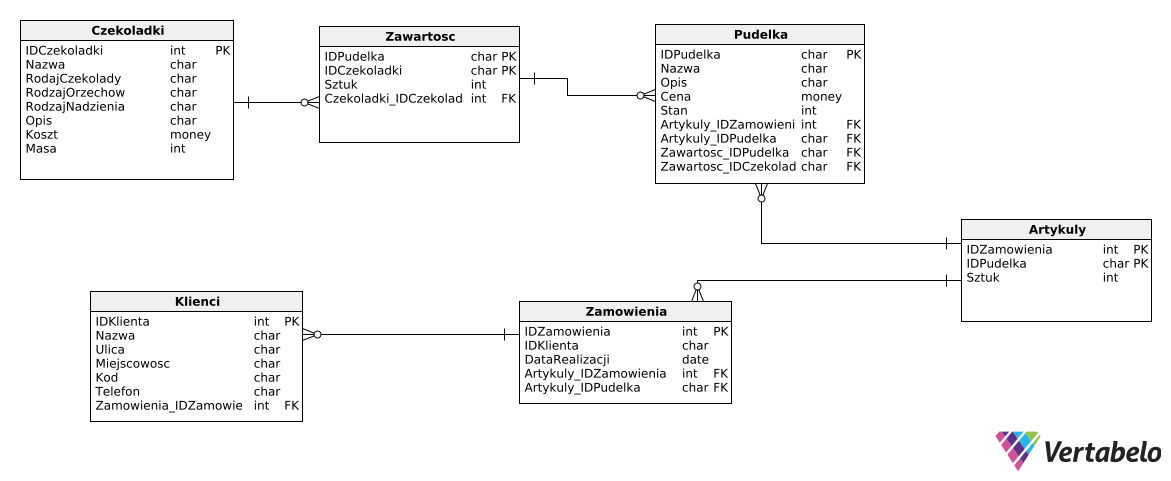 Czekoladki
IDCzekoladki int PK
Nazwa char
RodajCzekolady char
RodzajOrzechow char
RodzajNadzienia char
Opis char
Koszt money
Masa int
Zawartosc
IDPudelka char PK
IDCzekoladki char PK
Sztuk int
Czekoladki_IDCzekolad int FK
Pudelka
IDPudelka char PK
Nazwa char
Opis char
Cena money
Stan int
Artykuly_IDZamowieni int FK
Artykuly_IDPudelka char FK
Zawartosc_IDPudelka char FK
Zawartosc_IDCzekolad char FK
Artykuly
IDZamowienia int PK
IDPudelka char PK
Sztuk int
Klienci
IDKlienta int PK
Nazwa char
Ulica char
Miejscowosc char
Kod char
Telefon char
Zamowienia_IDZamowie int FK
Zamowienia
IDZamowienia int PK
IDKlienta char
DataRealizacji date
Artykuly_IDZamowienia int FK
Artykuly_IDPudelka char FK
Vertabelo